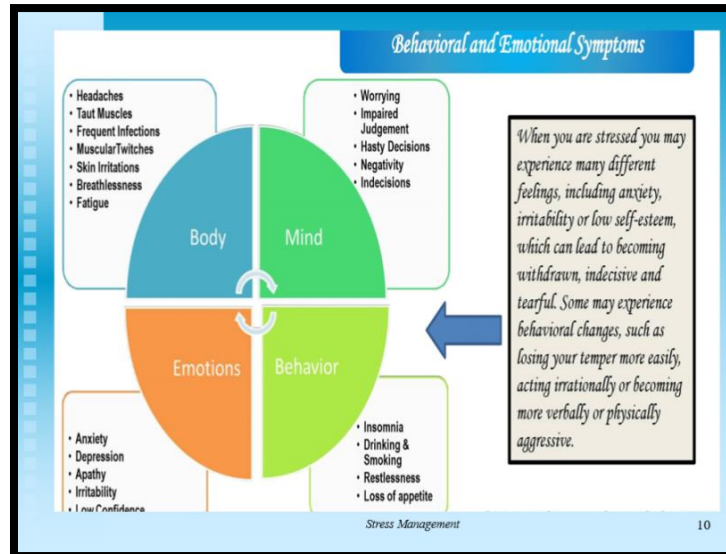 Behavioral and Emotional Symptoms
• Headaches
• Taut Muscles
• Frequent Infections
• MuscularTwitches
• Skin Irritations
• Breathlessness
• Fatigue
• Worrying
• Impaired
Judgement
• Hasty Decisions
• Negativity
• Indecisions
Body
Mind
Emotions
Behavior
• Anxiety
• Depression
• Apathy
• Irritability
• Low Confidence
• Insomnia
• Drinking &
Smoking
• Restlessness
• Loss of appetite
When you are stressed you may
experience many different
feelings, including anxiety,
irritability or low self-esteem,
which can lead to becoming
withdrawn, indecisive and
tearful. Some may experience
behavioral changes, such as
losing your temper more easily,
acting irrationally or becoming
more verbally or physically
aggressive.
Stress Management
10